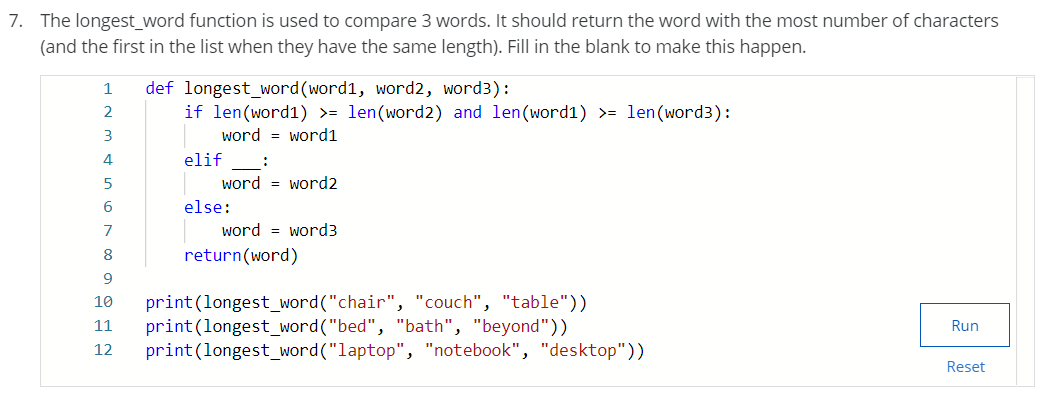 7. The longest_word function is used to compare 3 words. It should return the word with the most number of characters
(and the first in the list when they have the same length). Fill in the blank to make this happen.
1 def longest_word(word1, word2, word3):
2     if len(word1) >= len(word2) and len(word1) >= len(word3):
3         word = word1
4     elif ___:
5         word = word2
6     else:
7         word = word3
8     return(word)
9
10 print(longest_word("chair", "couch", "table"))
11 print(longest_word("bed", "bath", "beyond"))
12 print(longest_word("laptop", "notebook", "desktop"))
Run
Reset